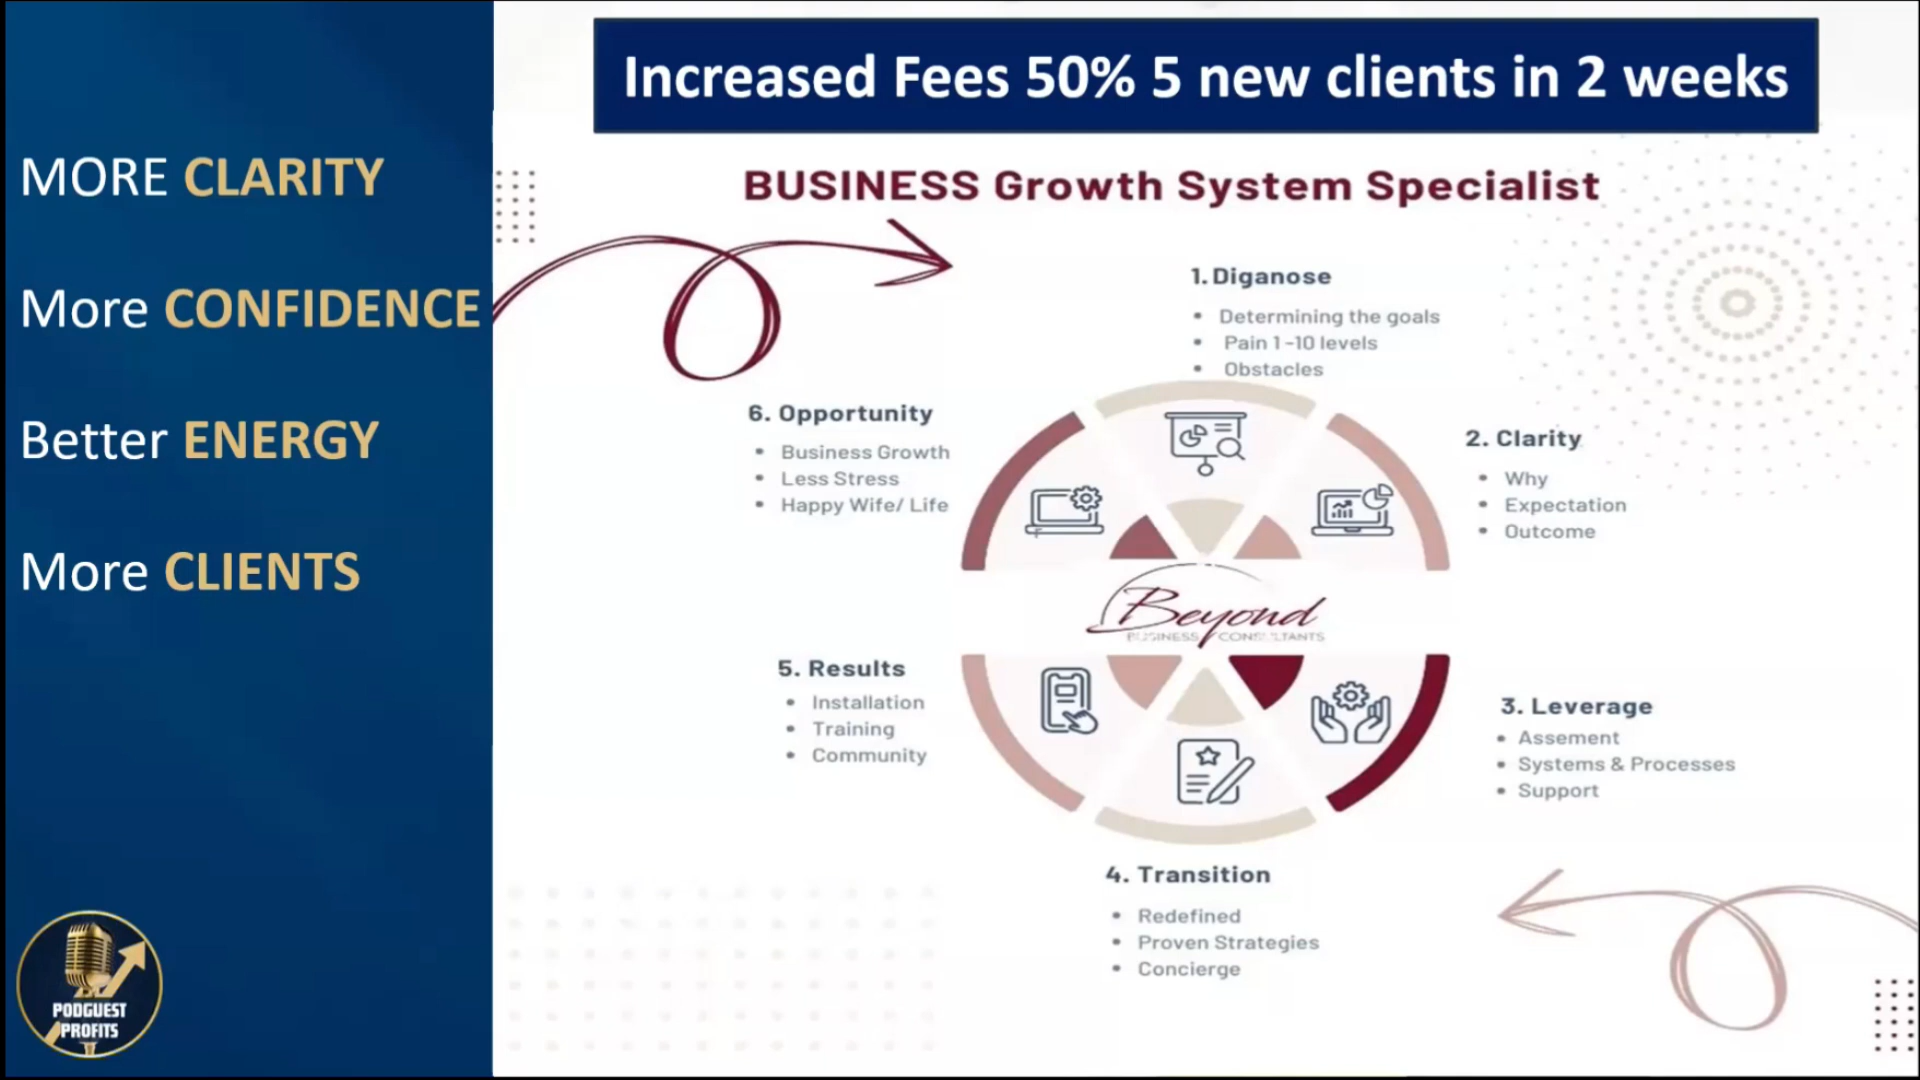 Increased Fees 50% 5 new clients in 2 weeks
MORE CLARITY
More CONFIDENCE
Better ENERGY
More CLIENTS
PODGUEST
PROFITS
BUSINESS Growth System Specialist
1. Diganose
• Determining the goals
• Pain 1-10 levels
• Obstacles
2. Clarity
• Why
• Expectation
• Outcome
3. Leverage
• Assement
• Systems & Processes
• Support
4. Transition
• Redefined
• Proven Strategies
• Concierge
5. Results
• Installation
• Training
• Community
6. Opportunity
• Business Growth
• Less Stress
• Happy Wife/ Life
Beyond
BUSINESS CONSULTANTS